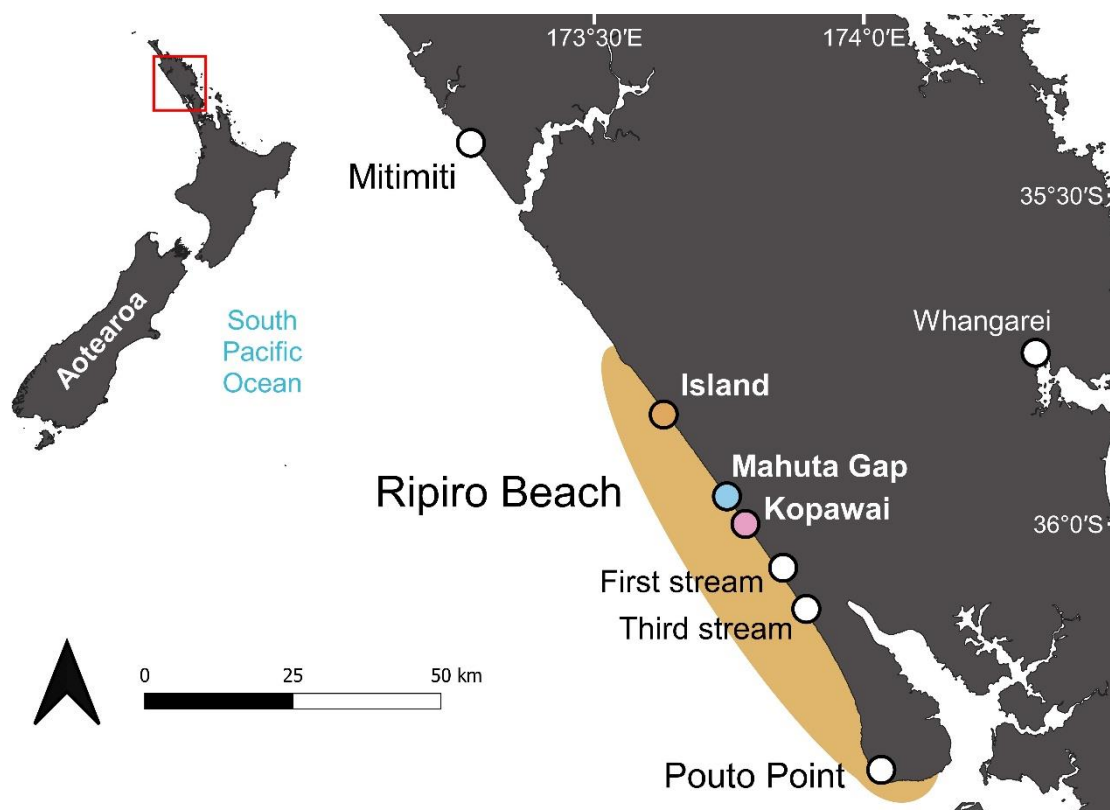 173°30'E
174°0'E
Mitimiti
35°30'S
Aotearoa
South
Pacific
Ocean
Whangarei
Island
Ripiro Beach
Mahuta Gap
Kopawai
36°0'S
First stream
Third stream
0 25 50 km
Pouto Point